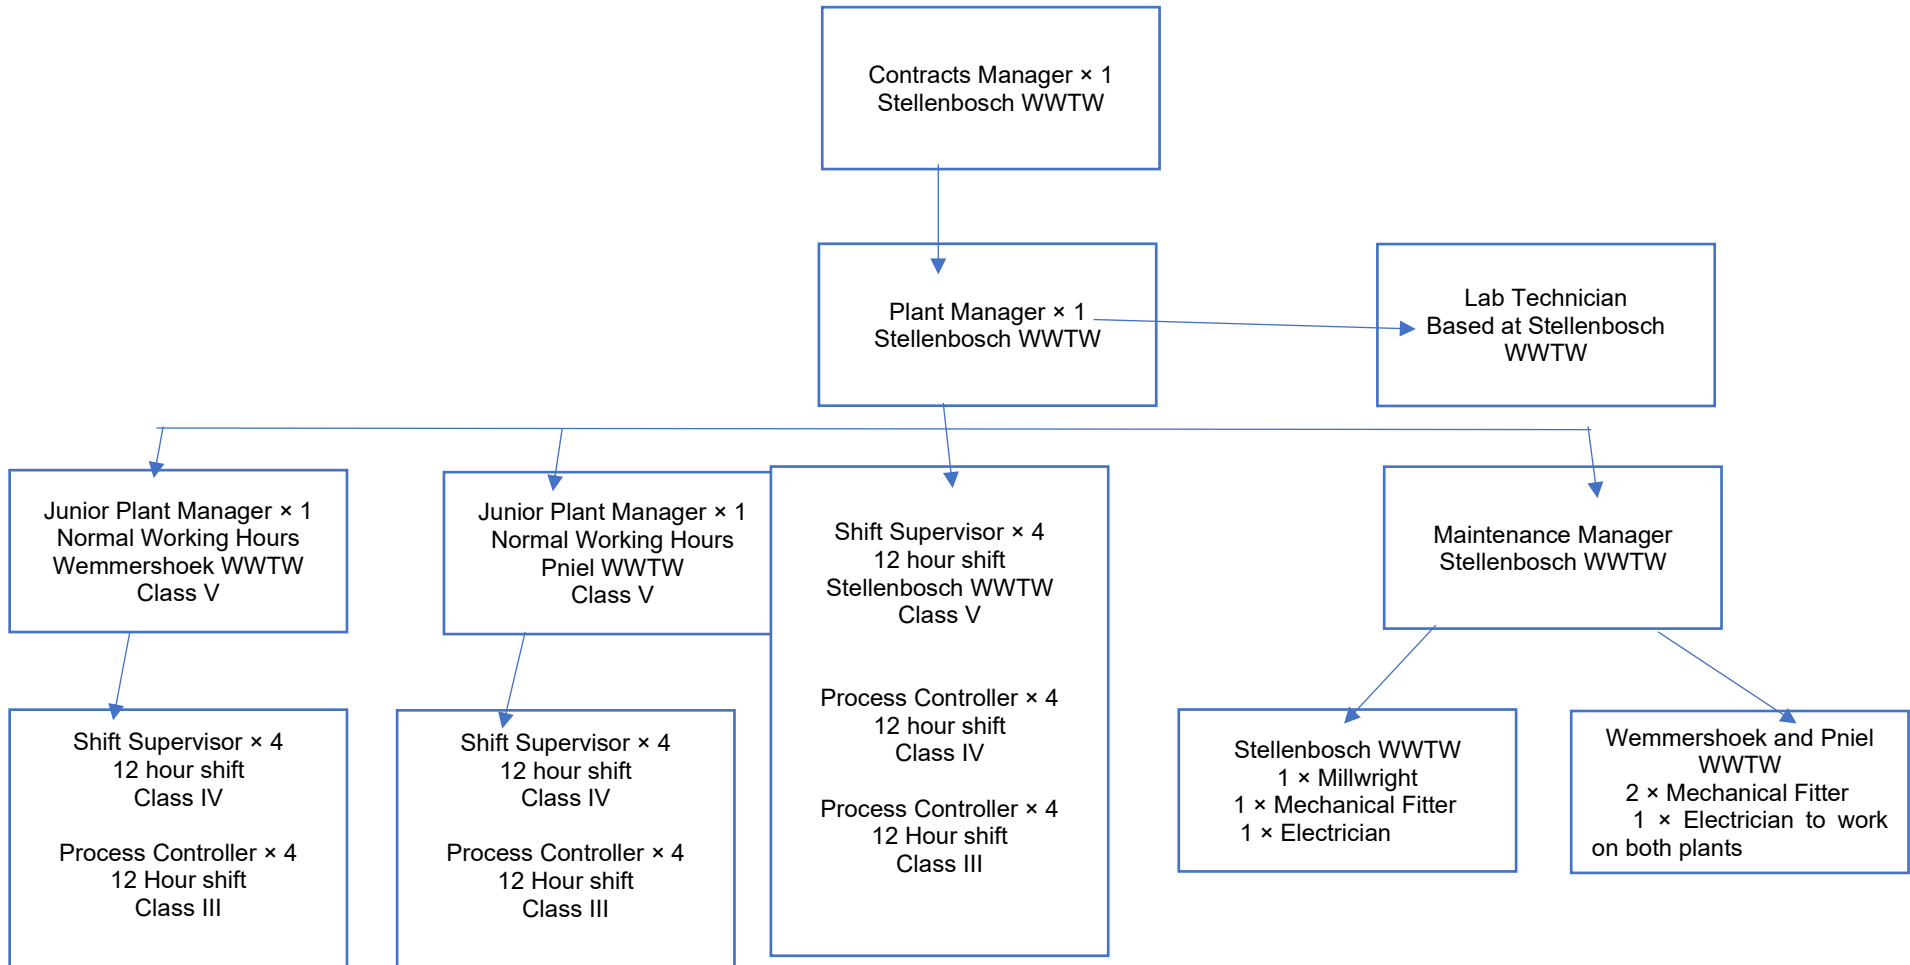 Contracts Manager × 1
Stellenbosch WWTW
Plant Manager × 1
Stellenbosch WWTW
Lab Technician
Based at Stellenbosch
WWTW
Junior Plant Manager × 1
Normal Working Hours
Wemmershoek WWTW
Class V
Junior Plant Manager × 1
Normal Working Hours
Pniel WWTW
Class V
Shift Supervisor × 4
12 hour shift
Stellenbosch WWTW
Class V
Process Controller × 4
12 hour shift
Class IV
Process Controller × 4
12 Hour shift
Class III
Maintenance Manager
Stellenbosch WWTW
Shift Supervisor × 4
12 hour shift
Class IV
Process Controller × 4
12 Hour shift
Class III
Shift Supervisor × 4
12 hour shift
Class IV
Process Controller × 4
12 Hour shift
Class III
Stellenbosch WWTW
1 × Millwright
1 × Mechanical Fitter
1 × Electrician
Wemmershoek and Pniel
WWTW
2 × Mechanical Fitter
1 × Electrician to work
on both plants